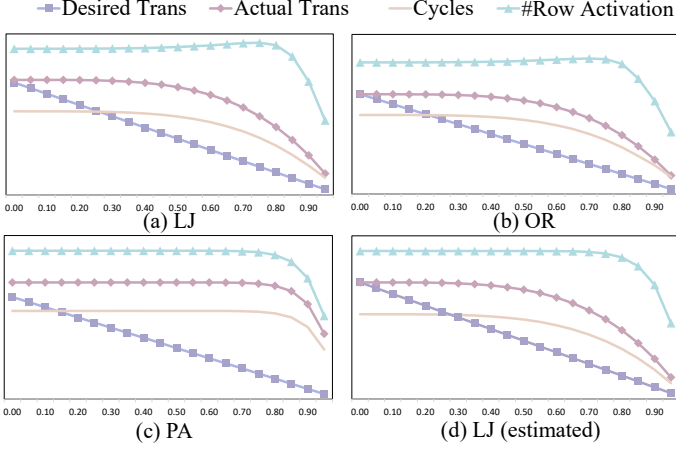 Desired Trans Actual Trans Cycles #Row Activation
0.00 0.10 0.20 0.30 0.40 0.50 0.60 0.70 0.80 0.90
(a) LJ
0.00 0.10 0.20 0.30 0.40 0.50 0.60 0.70 0.80 0.90
(b) OR
0.00 0.10 0.20 0.30 0.40 0.50 0.60 0.70 0.80 0.90
(c) PA
0.00 0.10 0.20 0.30 0.40 0.50 0.60 0.70 0.80 0.90
(d) LJ (estimated)